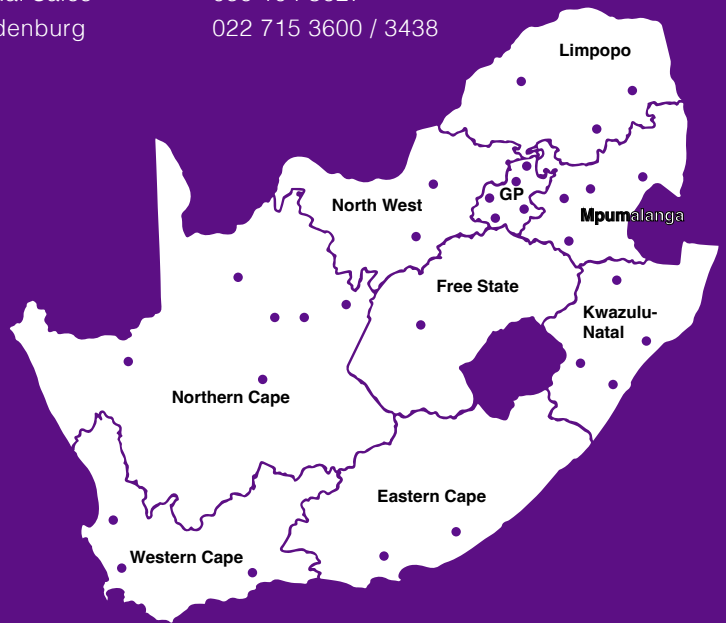 022 715 3600 / 3438
Limpopo
North West
GP
Mpumalanga
Free State
Kwazulu-
Natal
Northern Cape
Eastern Cape
Western Cape